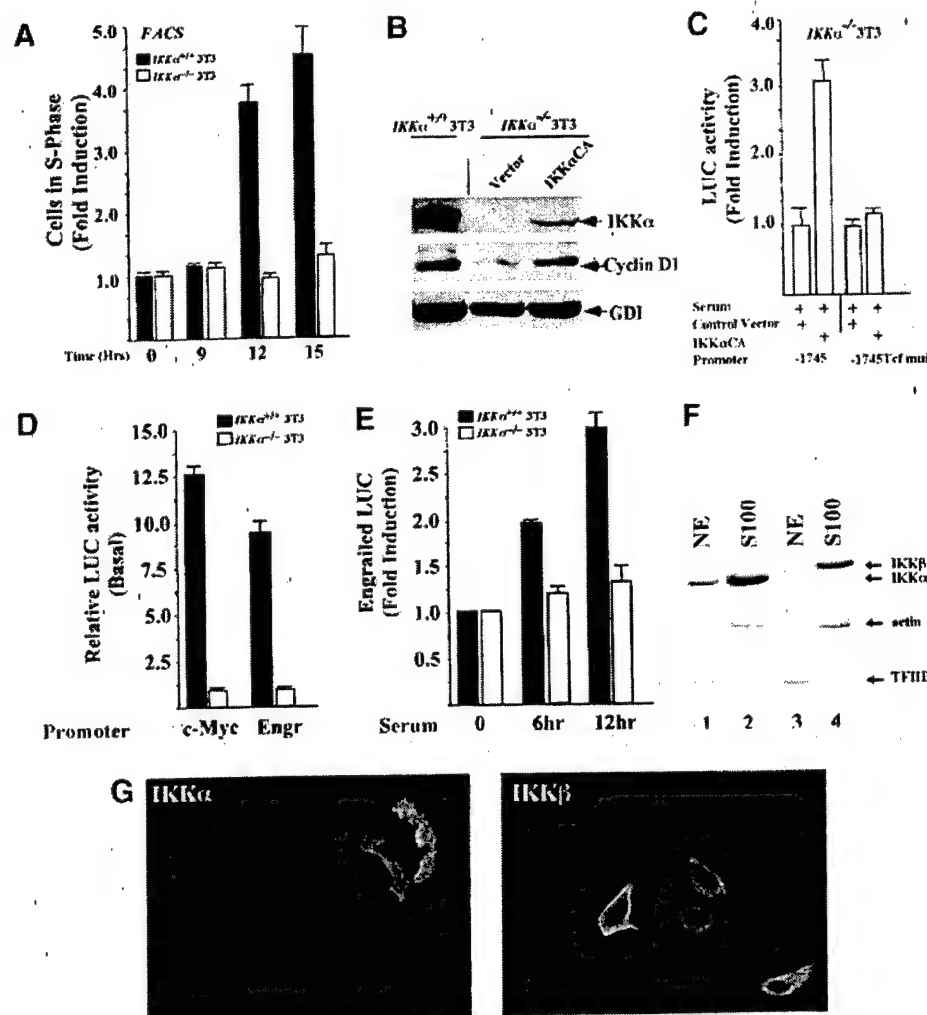 A
FACS
IKKα+/+ 3T3
IKKα-/- 3T3
Cells in S-Phase
(Fold Induction)
5.0
4.0
3.0
2.0
1.0
Time (Hrs) 0 9 12 15
B
IKKα+/+ 3T3 IKKα-/- 3T3
Vector
IKKαCA
IKKα
Cyclin D1
GDI
C
IKKα-/- 3T3
LUC activity
(Fold Induction)
4.0
3.0
2.0
1.0
Serum + + + +
Control Vector + +
IKKαCA + +
Promoter -1745 -1745Tcf mut
D
IKKα+/+ 3T3
IKKα-/- 3T3
Relative LUC activity
(Basal)
15.0
12.5
10.0
7.5
5.0
2.5
Promoter c-Myc Engr
E
IKKα+/+ 3T3
IKKα-/- 3T3
Engrailed LUC
(Fold Induction)
3.0
2.5
2.0
1.5
1.0
0.5
Serum 0 6hr 12hr
F
NE S100 NE S100
IKKβ
IKKα
actin
1 2 3 4
G
IKKα
IKKβ